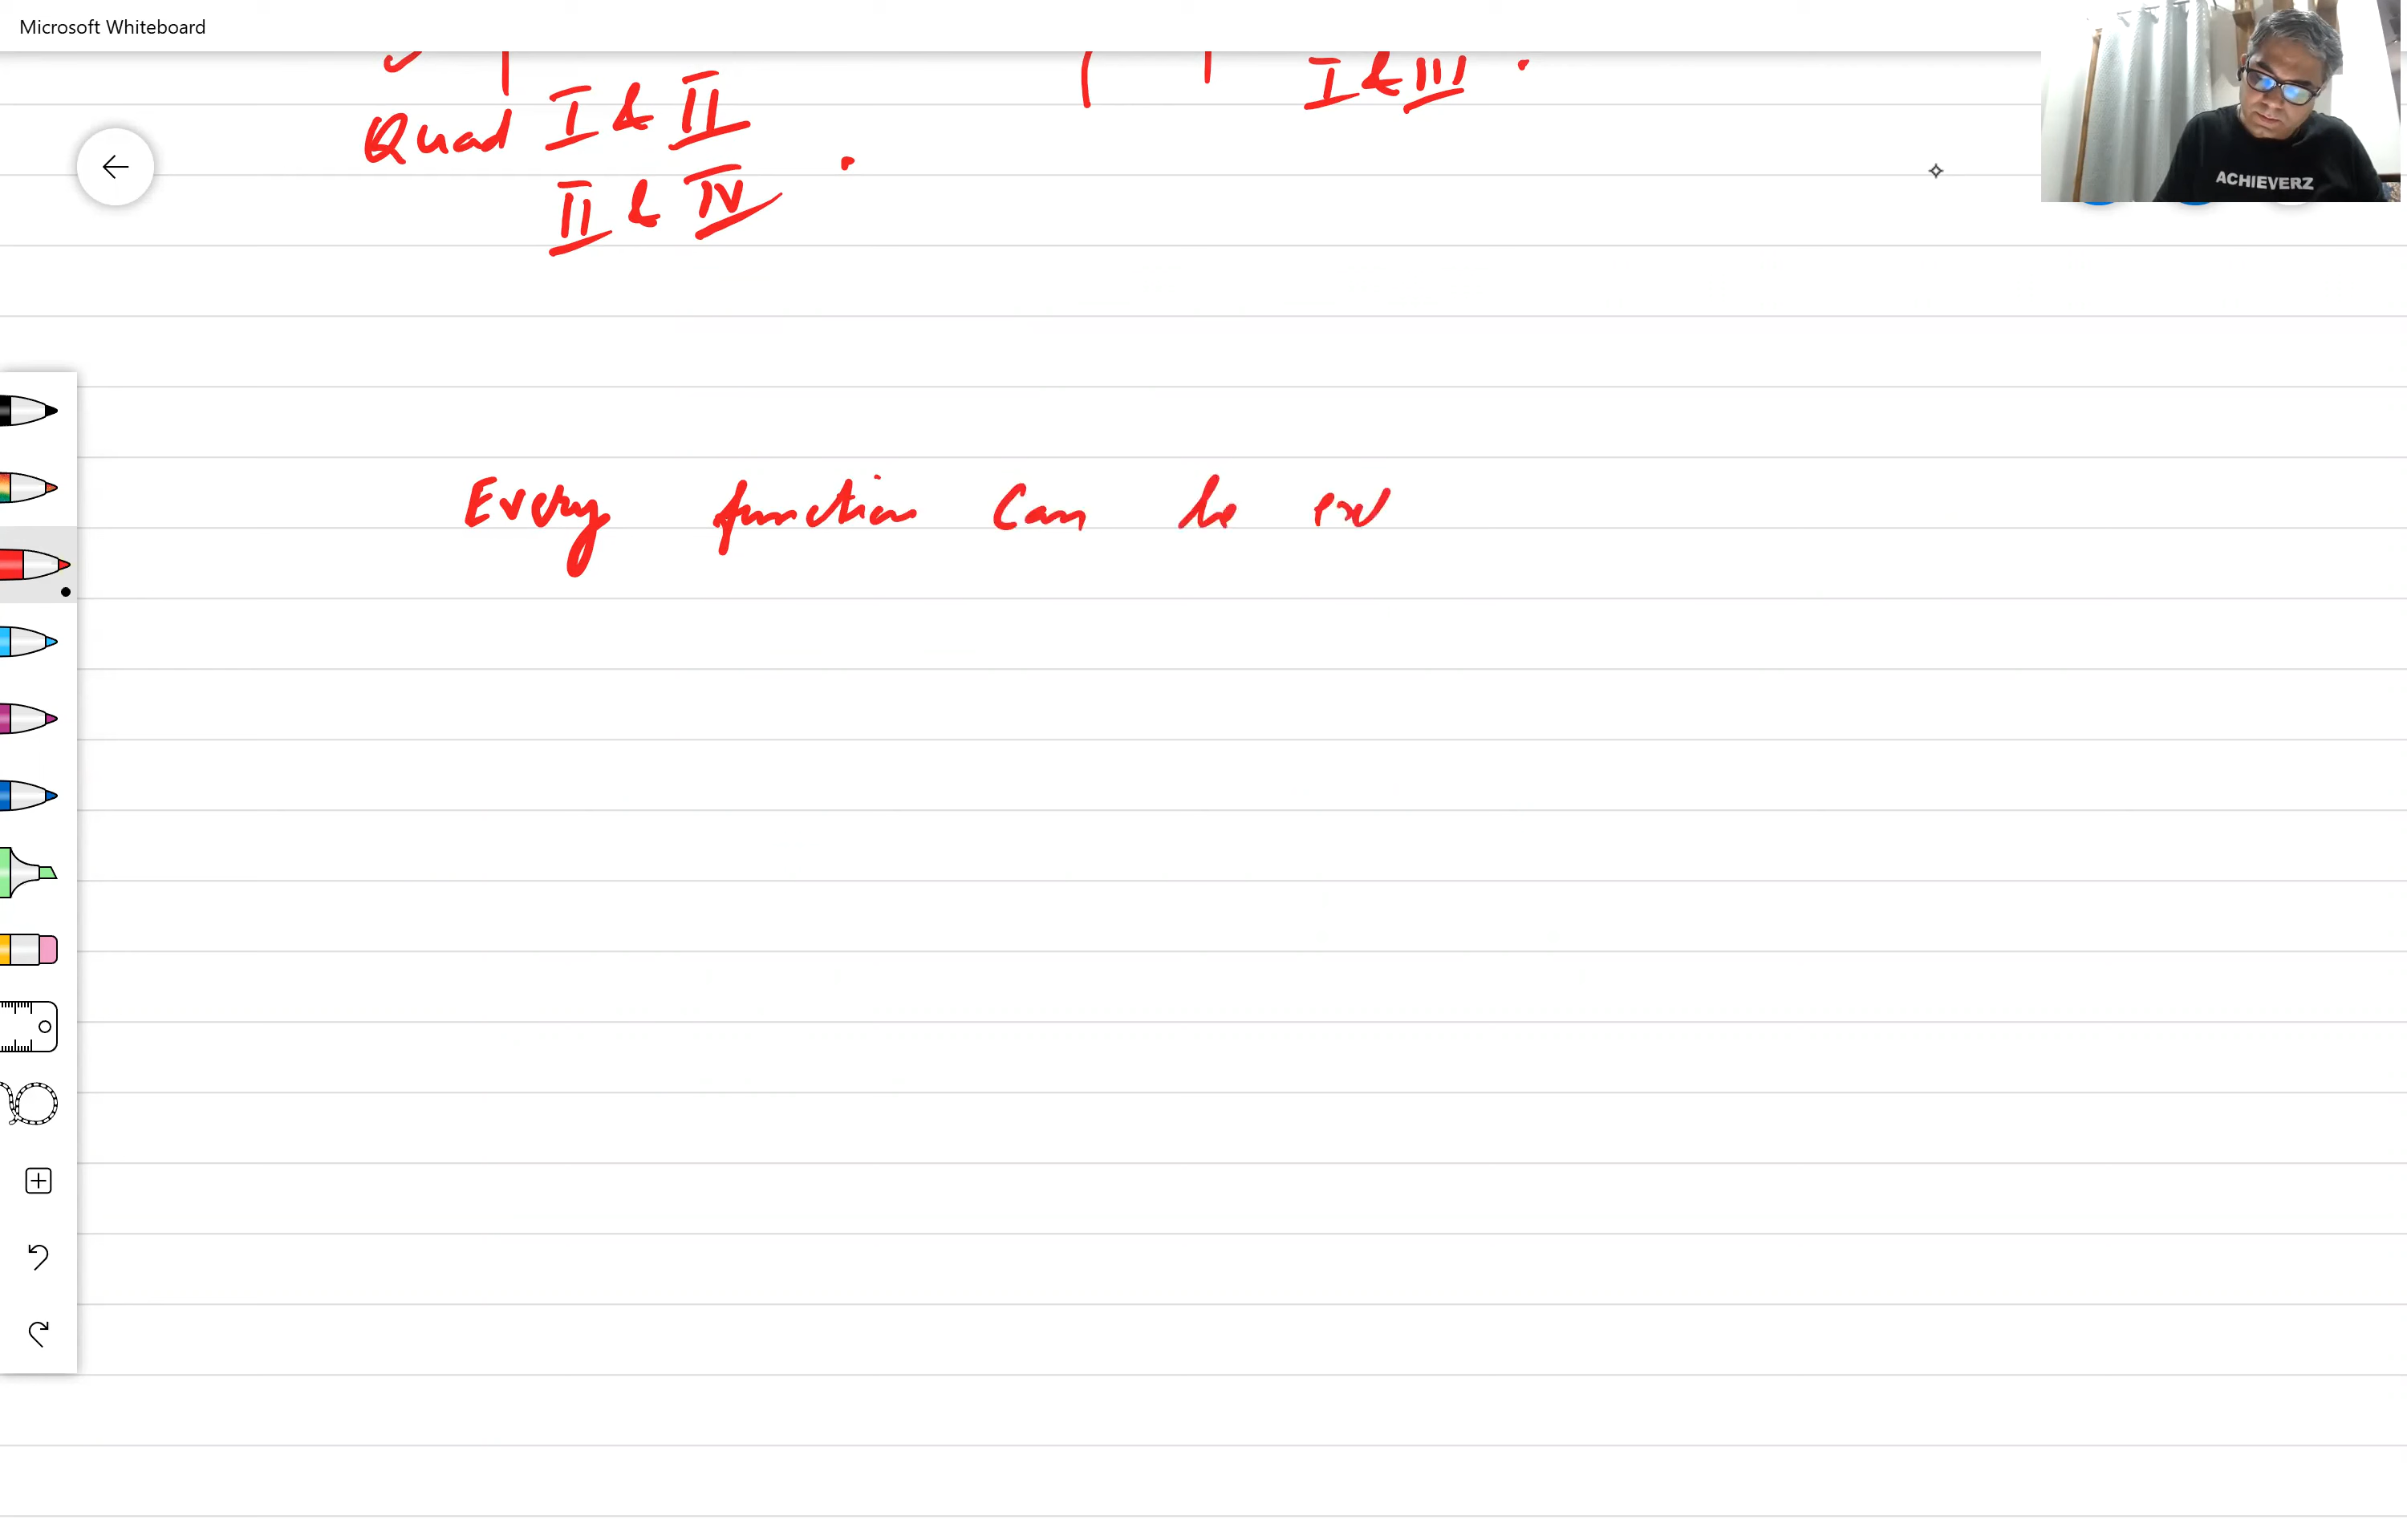 Microsoft Whiteboard
I & III .
Quad I & II
II & IV .
ACHIEVERZ
Every function Can be